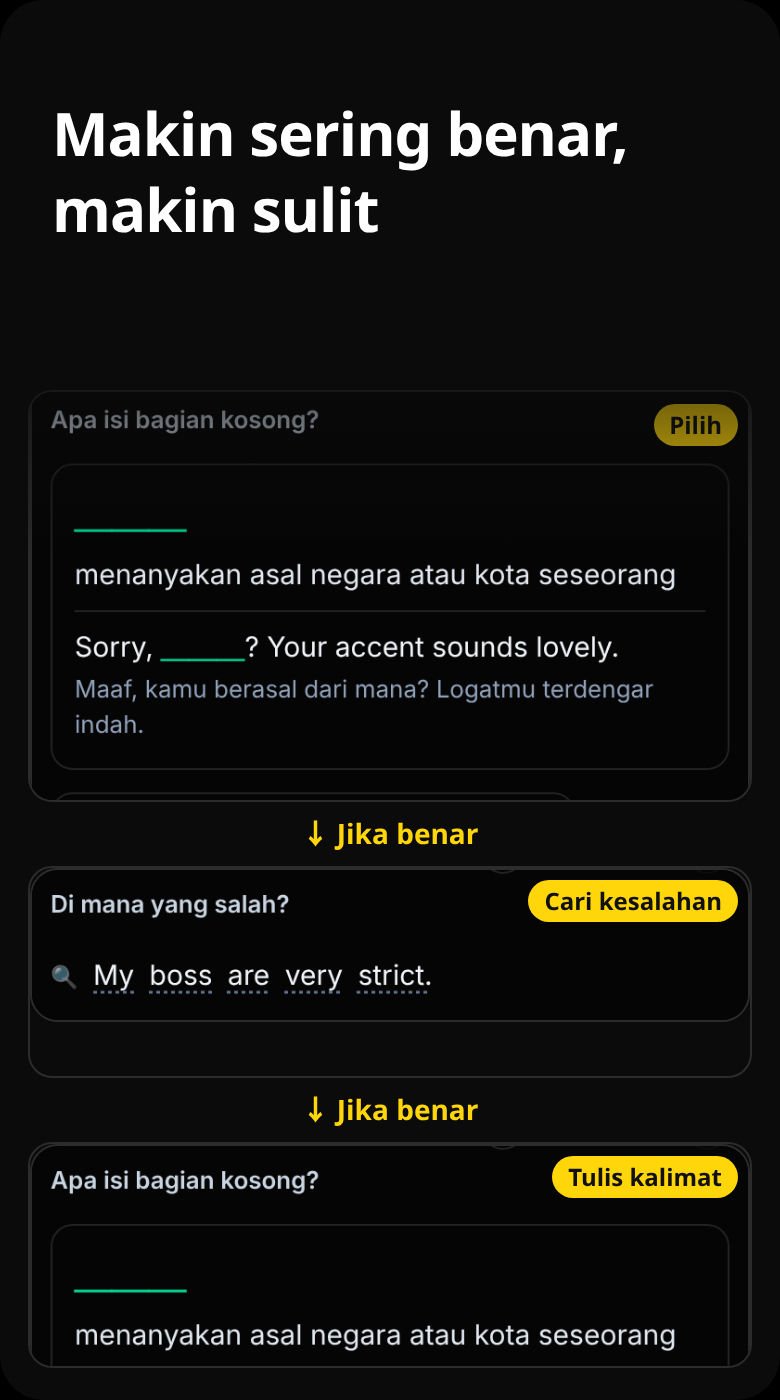 Makin sering benar,
makin sulit
Apa isi bagian kosong?
Pilih
menanyakan asal negara atau kota seseorang
Sorry, ______? Your accent sounds lovely.
Maaf, kamu berasal dari mana? Logatmu terdengar
indah.
↓ Jika benar
Di mana yang salah?
Cari kesalahan
My boss are very strict.
↓ Jika benar
Apa isi bagian kosong?
Tulis kalimat
menanyakan asal negara atau kota seseorang